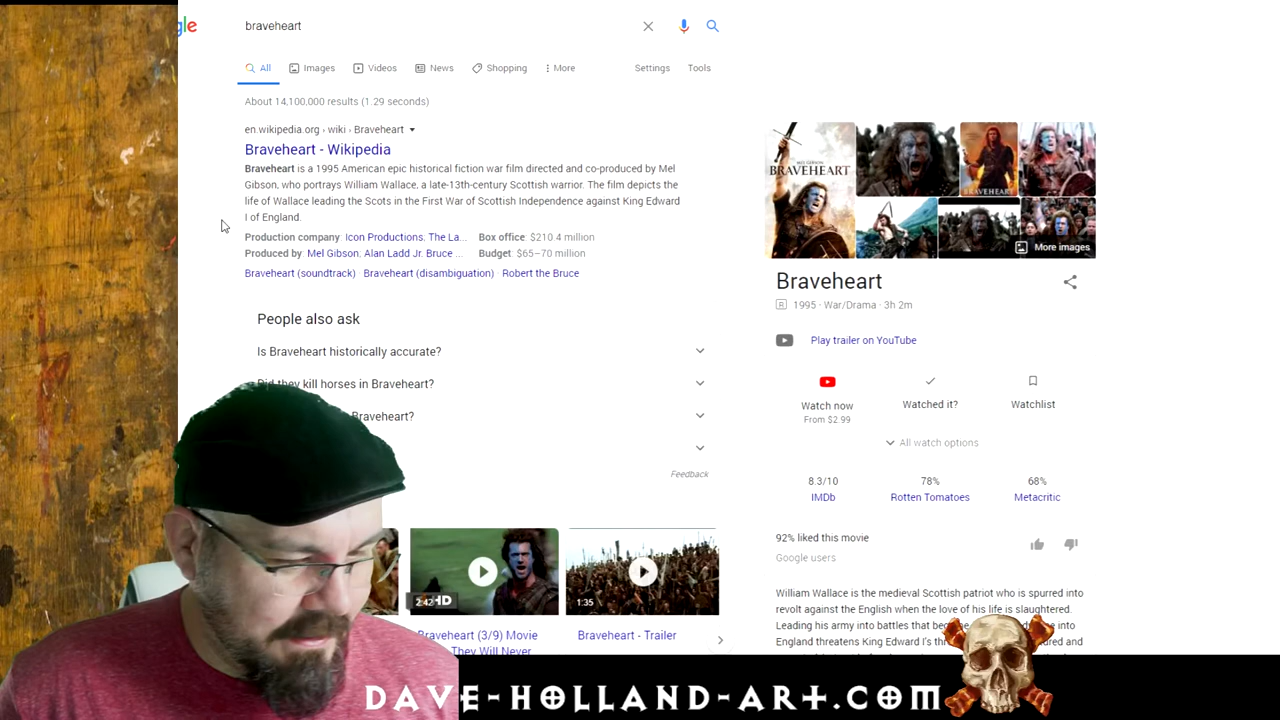 gle
braveheart
All
Images
Videos
News
Shopping
More
Settings
Tools
About 14,100,000 results (1.29 seconds)
en.wikipedia.org › wiki › Braveheart
Braveheart - Wikipedia
Braveheart is a 1995 American epic historical fiction war film directed and co-produced by Mel
Gibson, who portrays William Wallace, a late-13th-century Scottish warrior. The film depicts the
life of Wallace leading the Scots in the First War of Scottish Independence against King Edward
I of England.
Production company: Icon Productions; The La... Box office: $210.4 million
Produced by: Mel Gibson; Alan Ladd Jr. Bruce ... Budget: $65–70 million
Braveheart (soundtrack) · Braveheart (disambiguation) · Robert the Bruce
People also ask
Is Braveheart historically accurate?
Did they kill horses in Braveheart?
Braveheart?
Feedback
2:42 HD
1:35
Braveheart (3/9) Movie
They Will Never
Braveheart - Trailer
MEL GIBSON
BRAVEHEART
BRAVEHEART
More images
Braveheart
R 1995 · War/Drama · 3h 2m
Play trailer on YouTube
Watch now
From $2.99
Watched it?
Watchlist
All watch options
8.3/10
IMDb
78%
Rotten Tomatoes
68%
Metacritic
92% liked this movie
Google users
William Wallace is the medieval Scottish patriot who is spurred into
revolt against the English when the love of his life is slaughtered.
Leading his army into battles that into
England threatens King Edward I's and
DAVE-HOLLAND-ART.COM